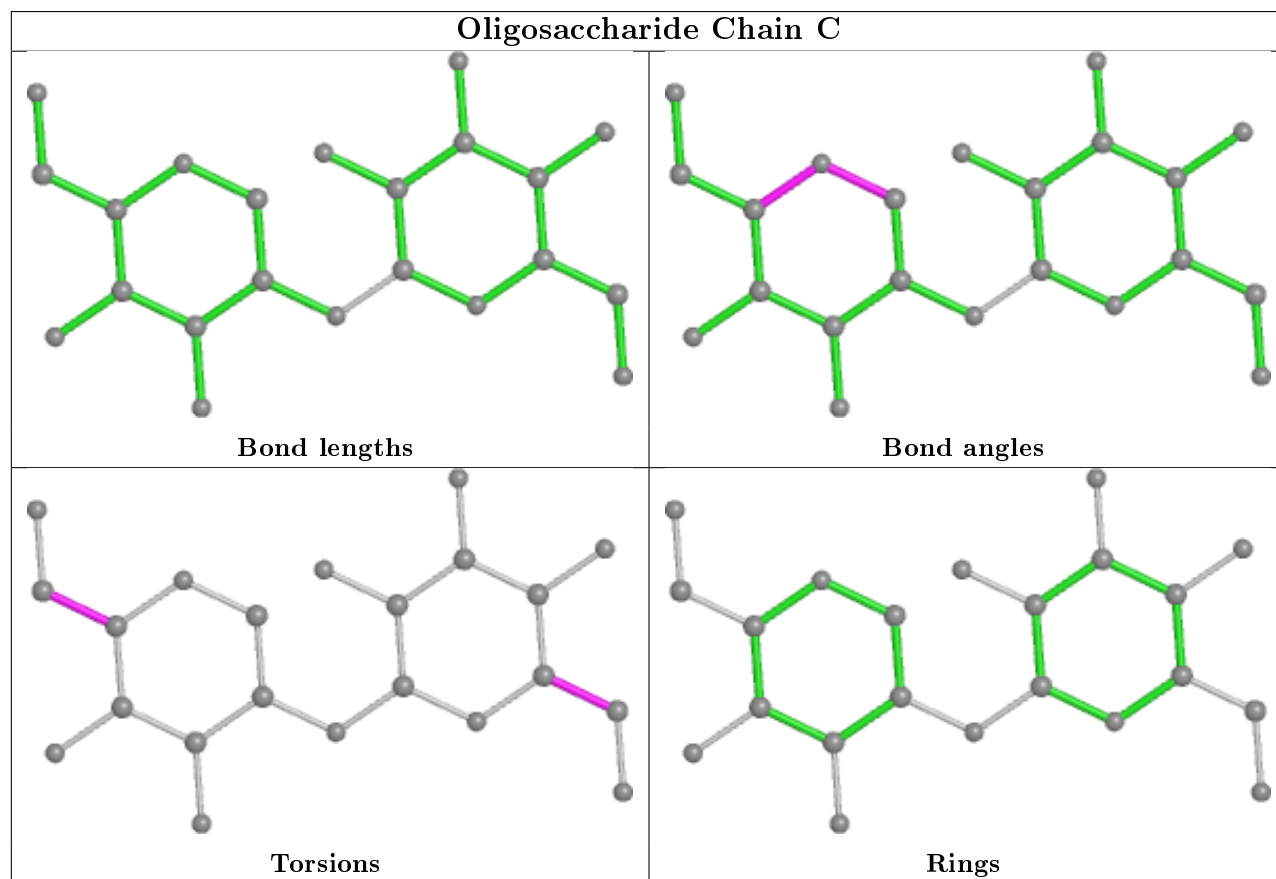 Oligosaccharide Chain C
Bond lengths
Bond angles
Torsions
Rings